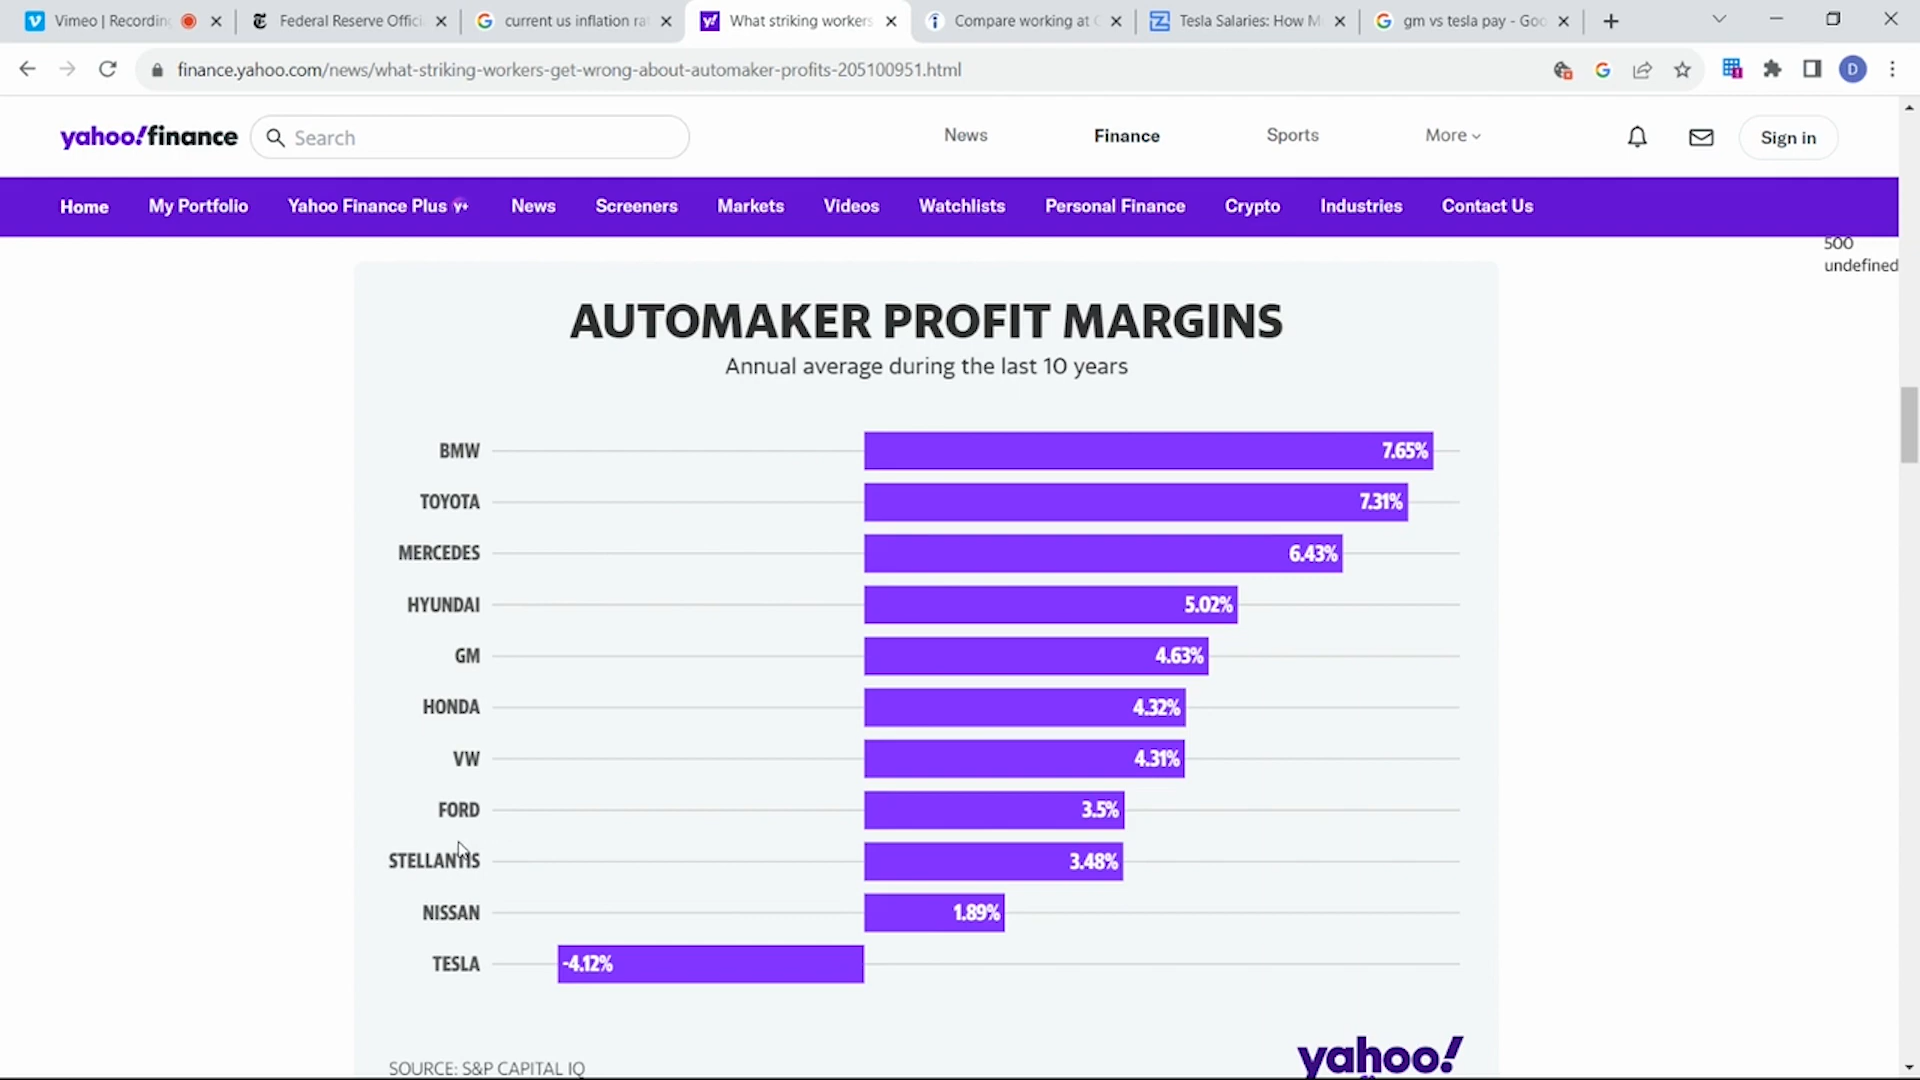 Vimeo | Recording
Federal Reserve Offici
current us inflation ra
What striking workers
Compare working at
Tesla Salaries: How M
gm vs tesla pay - Goo
finance.yahoo.com/news/what-striking-workers-get-wrong-about-automaker-profits-205100951.html
D
yahoo!finance
Search
News
Finance
Sports
More
Sign in
Home
My Portfolio
Yahoo Finance Plus y+
News
Screeners
Markets
Videos
Watchlists
Personal Finance
Crypto
Industries
Contact Us
500
undefined
AUTOMAKER PROFIT MARGINS
Annual average during the last 10 years
BMW 7.65%
TOYOTA 7.31%
MERCEDES 6.43%
HYUNDAI 5.02%
GM 4.63%
HONDA 4.32%
VW 4.31%
FORD 3.5%
STELLANTIS 3.48%
NISSAN 1.89%
TESLA -4.12%
SOURCE: S&P CAPITAL IQ
yahoo!